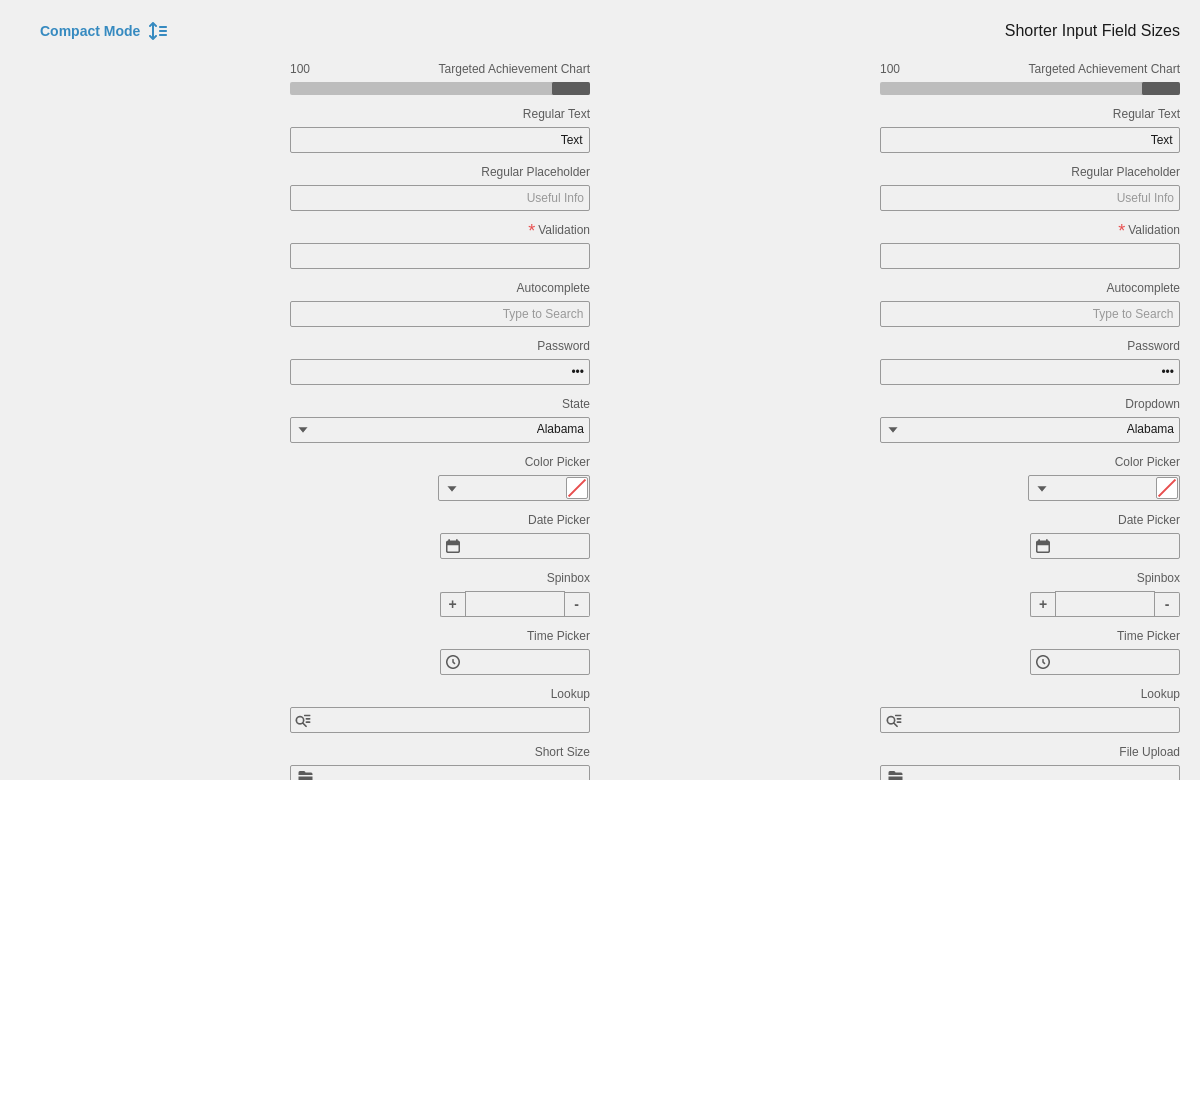 Compact Mode
Shorter Input Field Sizes
100 Targeted Achievement Chart
Regular Text
Text
Regular Placeholder
Useful Info
* Validation
Autocomplete
Type to Search
Password
•••
State
Alabama
Color Picker
Date Picker
Spinbox
+ -
Time Picker
Lookup
Short Size
100 Targeted Achievement Chart
Regular Text
Text
Regular Placeholder
Useful Info
* Validation
Autocomplete
Type to Search
Password
•••
Dropdown
Alabama
Color Picker
Date Picker
Spinbox
+ -
Time Picker
Lookup
File Upload